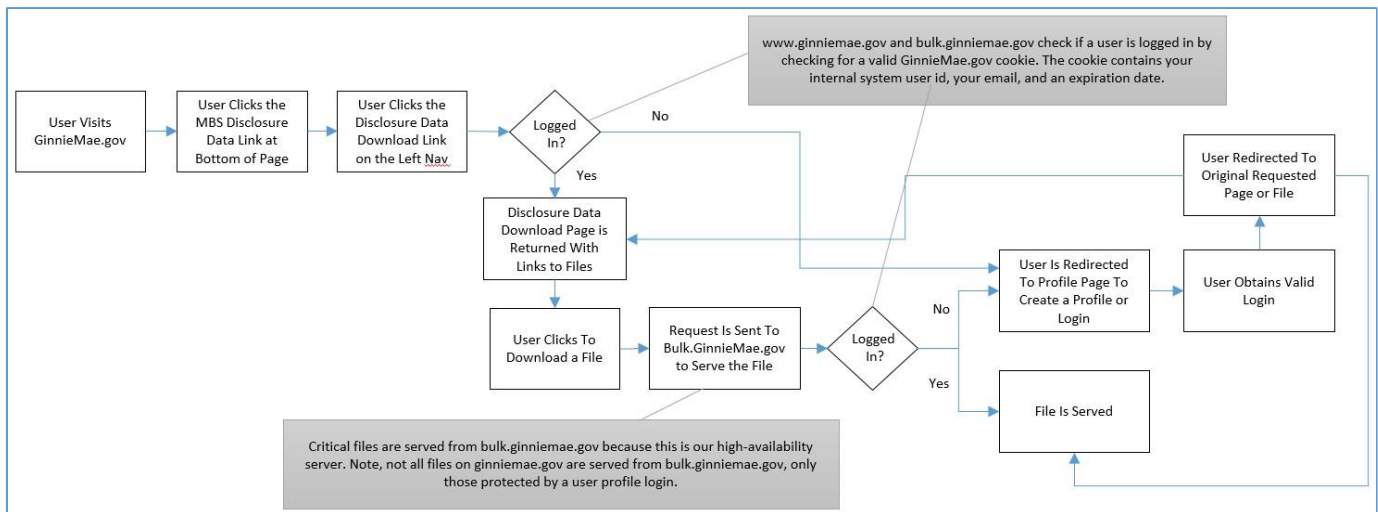 www.ginniemae.gov and bulk.ginniemae.gov check if a user is logged in by
checking for a valid GinnieMae.gov cookie. The cookie contains your
internal system user id, your email, and an expiration date.
User Visits
GinnieMae.gov
User Clicks the
MBS Disclosure
Data Link at
Bottom of Page
User Clicks the
Disclosure Data
Download Link
on the Left Nav
Logged
In?
No
Yes
Disclosure Data
Download Page is
Returned With
Links to Files
User Redirected To
Original Requested
Page or File
User Is Redirected
To Profile Page To
Create a Profile or
Login
User Obtains Valid
Login
User Clicks To
Download a File
Request Is Sent To
Bulk.GinnieMae.gov
to Serve the File
Logged
In?
No
Yes
File Is Served
Critical files are served from bulk.ginniemae.gov because this is our high-availability
server. Note, not all files on ginniemae.gov are served from bulk.ginniemae.gov, only
those protected by a user profile login.